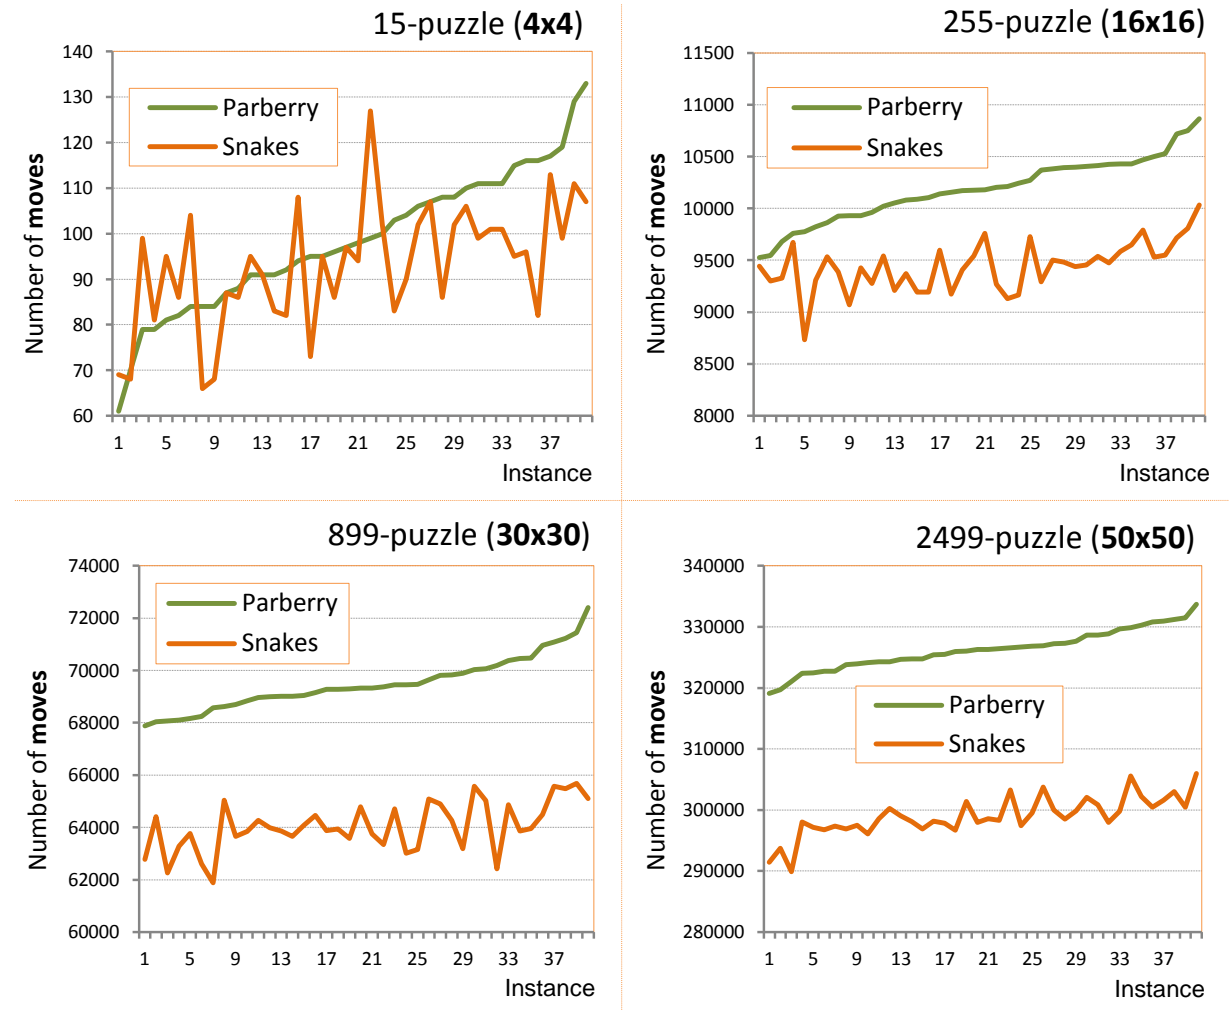 15-puzzle (4x4)
140
130
120
110
100
90
80
70
60
Number of moves
Parberry
Snakes
1 5 9 13 17 21 25 29 33 37
Instance
255-puzzle (16x16)
11500
11000
10500
10000
9500
9000
8500
8000
Number of moves
Parberry
Snakes
1 5 9 13 17 21 25 29 33 37
Instance
899-puzzle (30x30)
74000
72000
70000
68000
66000
64000
62000
60000
Number of moves
Parberry
Snakes
1 5 9 13 17 21 25 29 33 37
Instance
2499-puzzle (50x50)
340000
330000
320000
310000
300000
290000
280000
Number of moves
Parberry
Snakes
1 5 9 13 17 21 25 29 33 37
Instance